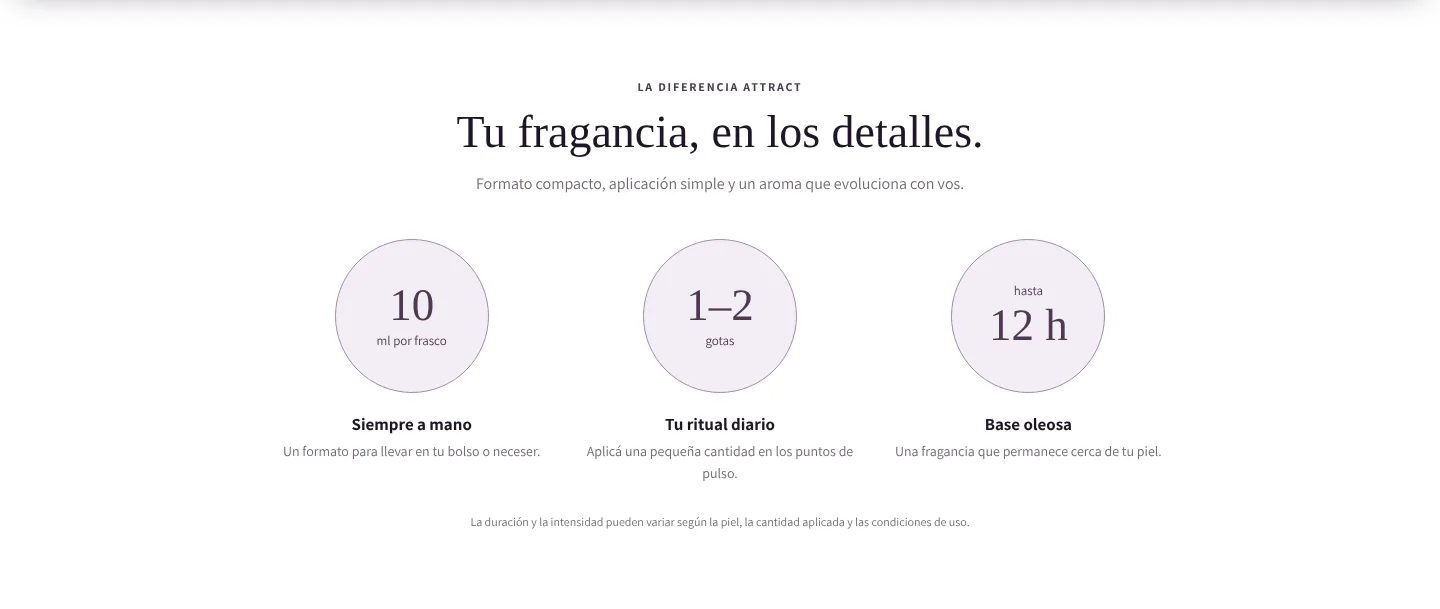 LA DIFERENCIA ATTRACT
Tu fragancia, en los detalles.
Formato compacto, aplicación simple y un aroma que evoluciona con vos.
10
ml por frasco
Siempre a mano
Un formato para llevar en tu bolso o neceser.
1–2
gotas
Tu ritual diario
Aplicá una pequeña cantidad en los puntos de
pulso.
hasta
12 h
Base oleosa
Una fragancia que permanece cerca de tu piel.
La duración y la intensidad pueden variar según la piel, la cantidad aplicada y las condiciones de uso.